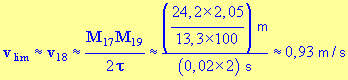 v_lim ≈ v_18 ≈ M_17M_19 / 2τ ≈ ((24,2×2,05 / 13,3×100) m) / ((0,02×2) s) ≈ 0,93 m / s